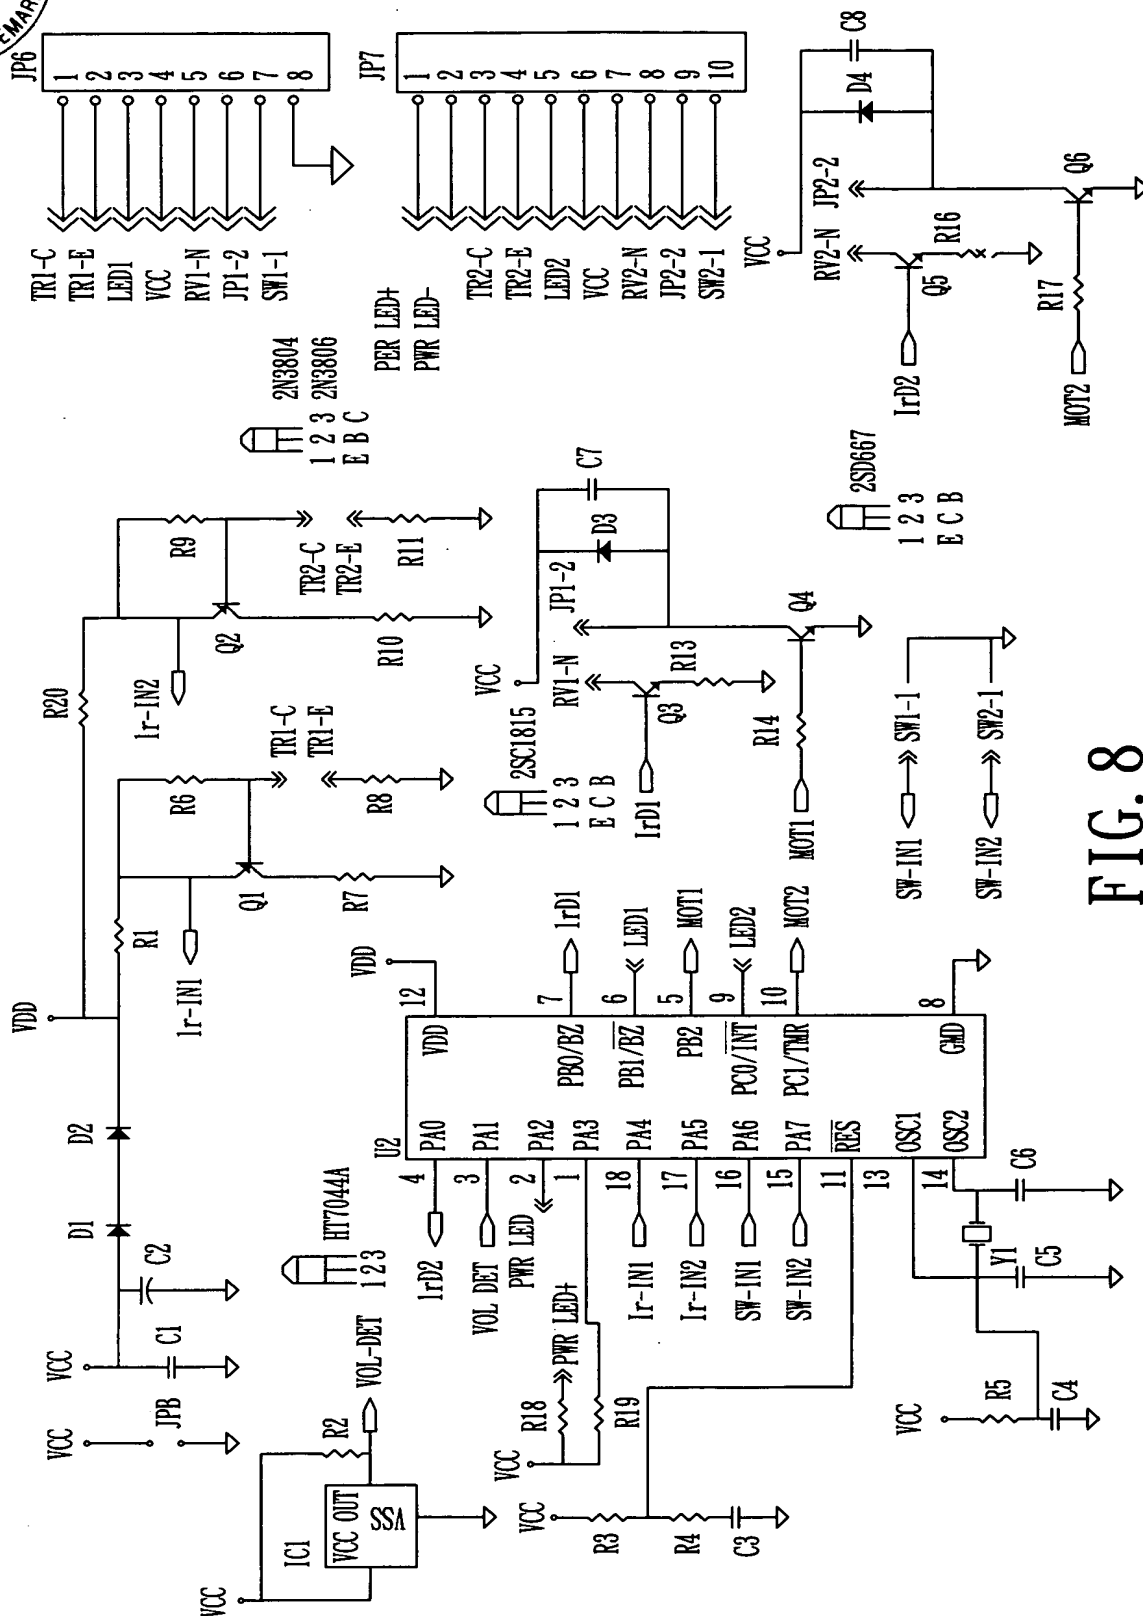 EMAR
VCC
JPB
VCC
C1
C2
D1
D2
VDD
R20
R1
1r-IN1
R6
Q1
R7
TR1-C
TR1-E
R8
1r-IN2
R9
Q2
R10
TR2-C
TR2-E
R11
2N3804
2N3806
1 2 3
E B C
JP6
1
2
3
4
5
6
7
8
TR1-C
TR1-E
LED1
VCC
RV1-N
JP1-2
SW1-1
JP7
1
2
3
4
5
6
7
8
9
10
PER LED+
PWR LED-
TR2-C
TR2-E
LED2
VCC
RV2-N
JP2-2
SW2-1
VCC
IC1
VCC OUT
VSS
R2
VOL-DET
HT7044A
1 2 3
VCC
R18
PWR LED+
R19
VCC
R3
R4
C3
U2
4
PA0
1rD2
3
PA1
VOL DET
2
PA2
PWR LED
1
PA3
18
PA4
Ir-IN1
17
PA5
Ir-IN2
16
PA6
SW-IN1
15
PA7
SW-IN2
11
RES
13
OSC1
14
OSC2
VDD
12
VDD
7
PB0/BZ
1rD1
6
PB1/BZ
LED1
5
PB2
MOT1
9
PC0/INT
LED2
10
PC1/TMR
MOT2
8
GMD
VCC
R5
C4
Y1
C5
C6
2SC1815
1 2 3
E C B
VCC
RV1-N
JP1-2
D3
C7
IrD1
Q3
R13
MOT1
R14
Q4
SW-IN1
SW1-1
SW-IN2
SW2-1
2SD667
1 2 3
E C B
VCC
RV2-N
JP2-2
D4
C8
IrD2
Q5
R16
MOT2
R17
Q6
FIG. 8